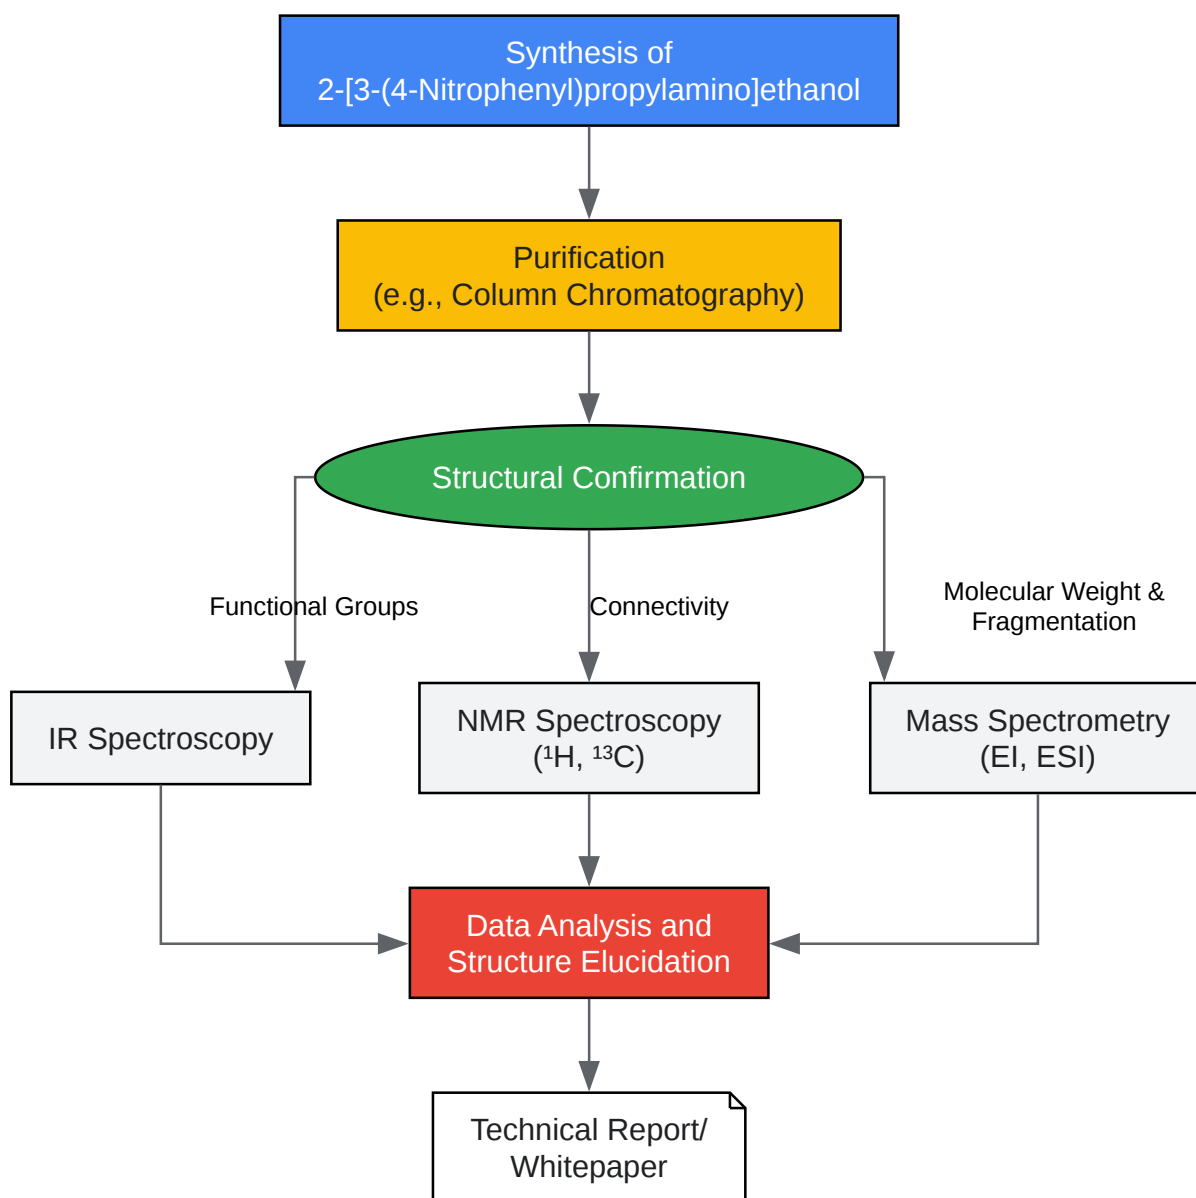 Synthesis of
2-[3-(4-Nitrophenyl)propylamino]ethanol
Purification
(e.g., Column Chromatography)
Structural Confirmation
Functional Groups
Connectivity
Molecular Weight &
Fragmentation
IR Spectroscopy
NMR Spectroscopy
(¹H, ¹³C)
Mass Spectrometry
(EI, ESI)
Data Analysis and
Structure Elucidation
Technical Report/
Whitepaper